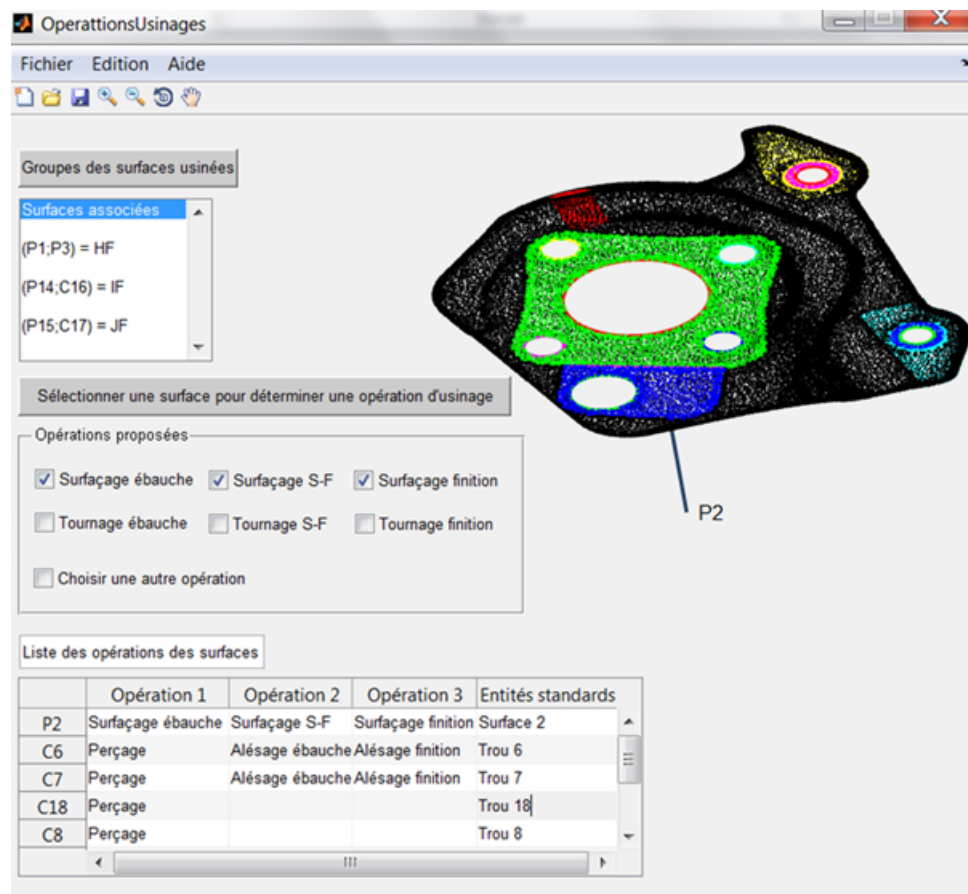 OperattionsUsinages
Fichier Edition Aide
Groupes des surfaces usinées
Surfaces associées
(P1;P3) = HF
(P14;C16) = IF
(P15;C17) = JF
Sélectionner une surface pour déterminer une opération d'usinage
Opérations proposées
Surfaçage ébauche Surfaçage S-F Surfaçage finition
Tournage ébauche Tournage S-F Tournage finition
Choisir une autre opération
P2
Liste des opérations des surfaces
Opération 1 Opération 2 Opération 3 Entités standards
P2 Surfaçage ébauche Surfaçage S-F Surfaçage finition Surface 2
C6 Perçage Alésage ébauche Alésage finition Trou 6
C7 Perçage Alésage ébauche Alésage finition Trou 7
C18 Perçage Trou 18
C8 Perçage Trou 8